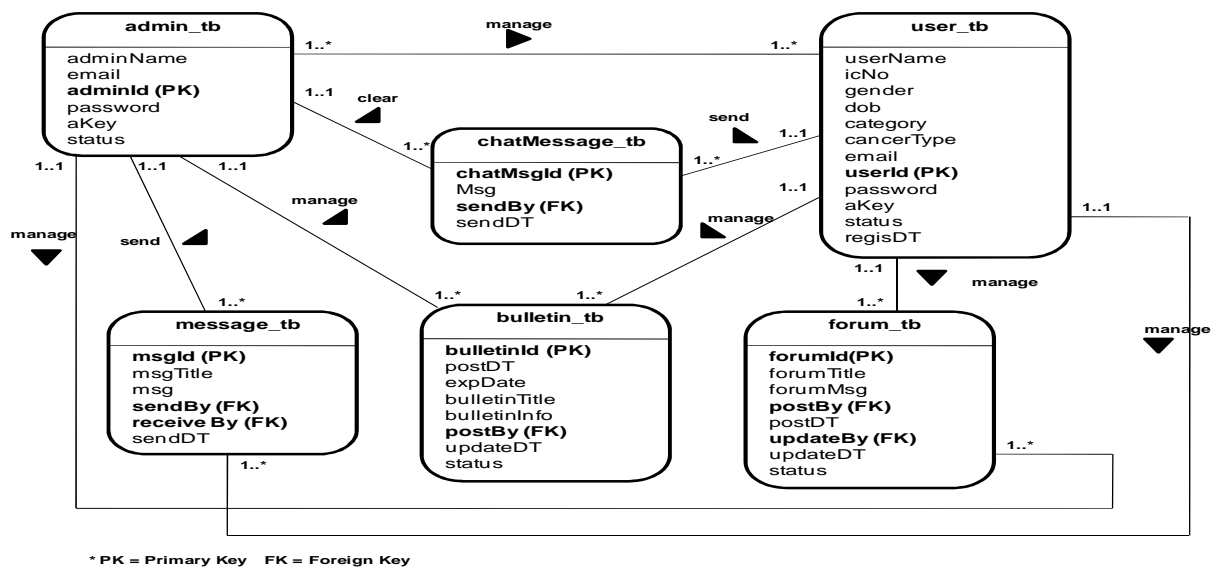 admin_tb
adminName
email
adminId (PK)
password
aKey
status
manage
1..*
1..*
user_tb
userName
icNo
gender
dob
category
cancerType
email
userId (PK)
password
aKey
status
regisDT
1..1
clear
1..*
chatMessage_tb
chatMsgId (PK)
Msg
sendBy (FK)
sendDT
send
1..1
1..*
1..1
manage
1..1
1..1
1..1
manage
send
manage
1..1
manage
1..1
manage
1..*
1..*
1..*
1..*
message_tb
msgId (PK)
msgTitle
msg
sendBy (FK)
receive By (FK)
sendDT
1..*
bulletin_tb
bulletinId (PK)
postDT
expDate
bulletinTitle
bulletinInfo
postBy (FK)
updateDT
status
forum_tb
forumId(PK)
forumTitle
forumMsg
postBy (FK)
postDT
updateBy (FK)
updateDT
status
1..*
manage
* PK = Primary Key FK = Foreign Key